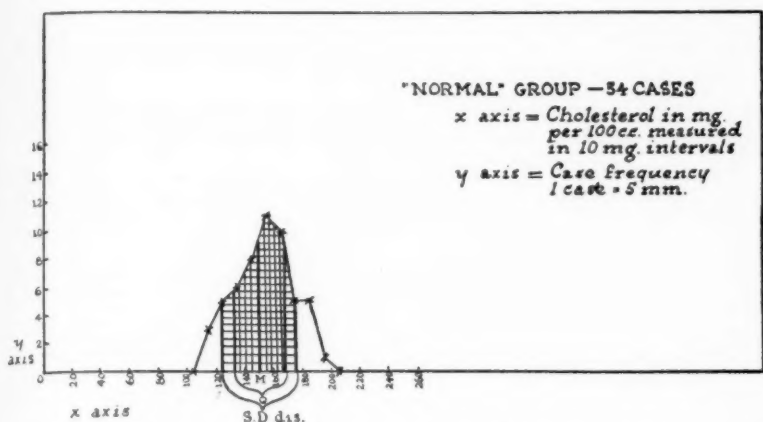 "NORMAL" GROUP — 54 CASES
x axis = Cholesterol in mg.
per 100cc. measured
in 10 mg. intervals
y axis = Case frequency
1 case = 5 mm.
16
14
12
10
8
6
4
2
y
axis
0 20 40 60 80 100 120 140 160 180 200 220 240 260
M
Q
S.D dis.
x axis